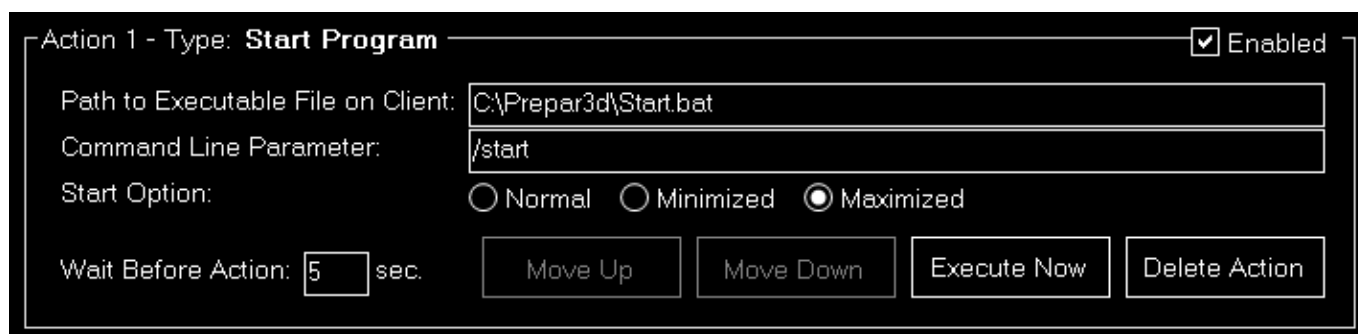 Action 1 - Type: Start Program Enabled
Path to Executable File on Client: C:\Prepar3d\Start.bat
Command Line Parameter: /start
Start Option: Normal Minimized Maximized
Wait Before Action: 5 sec. Move Up Move Down Execute Now Delete Action